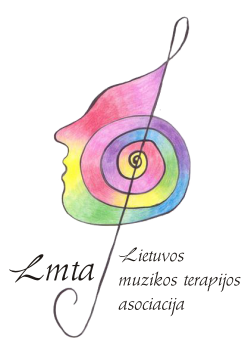 Lmta
Lietuvos
muzikos terapijos
asociacija